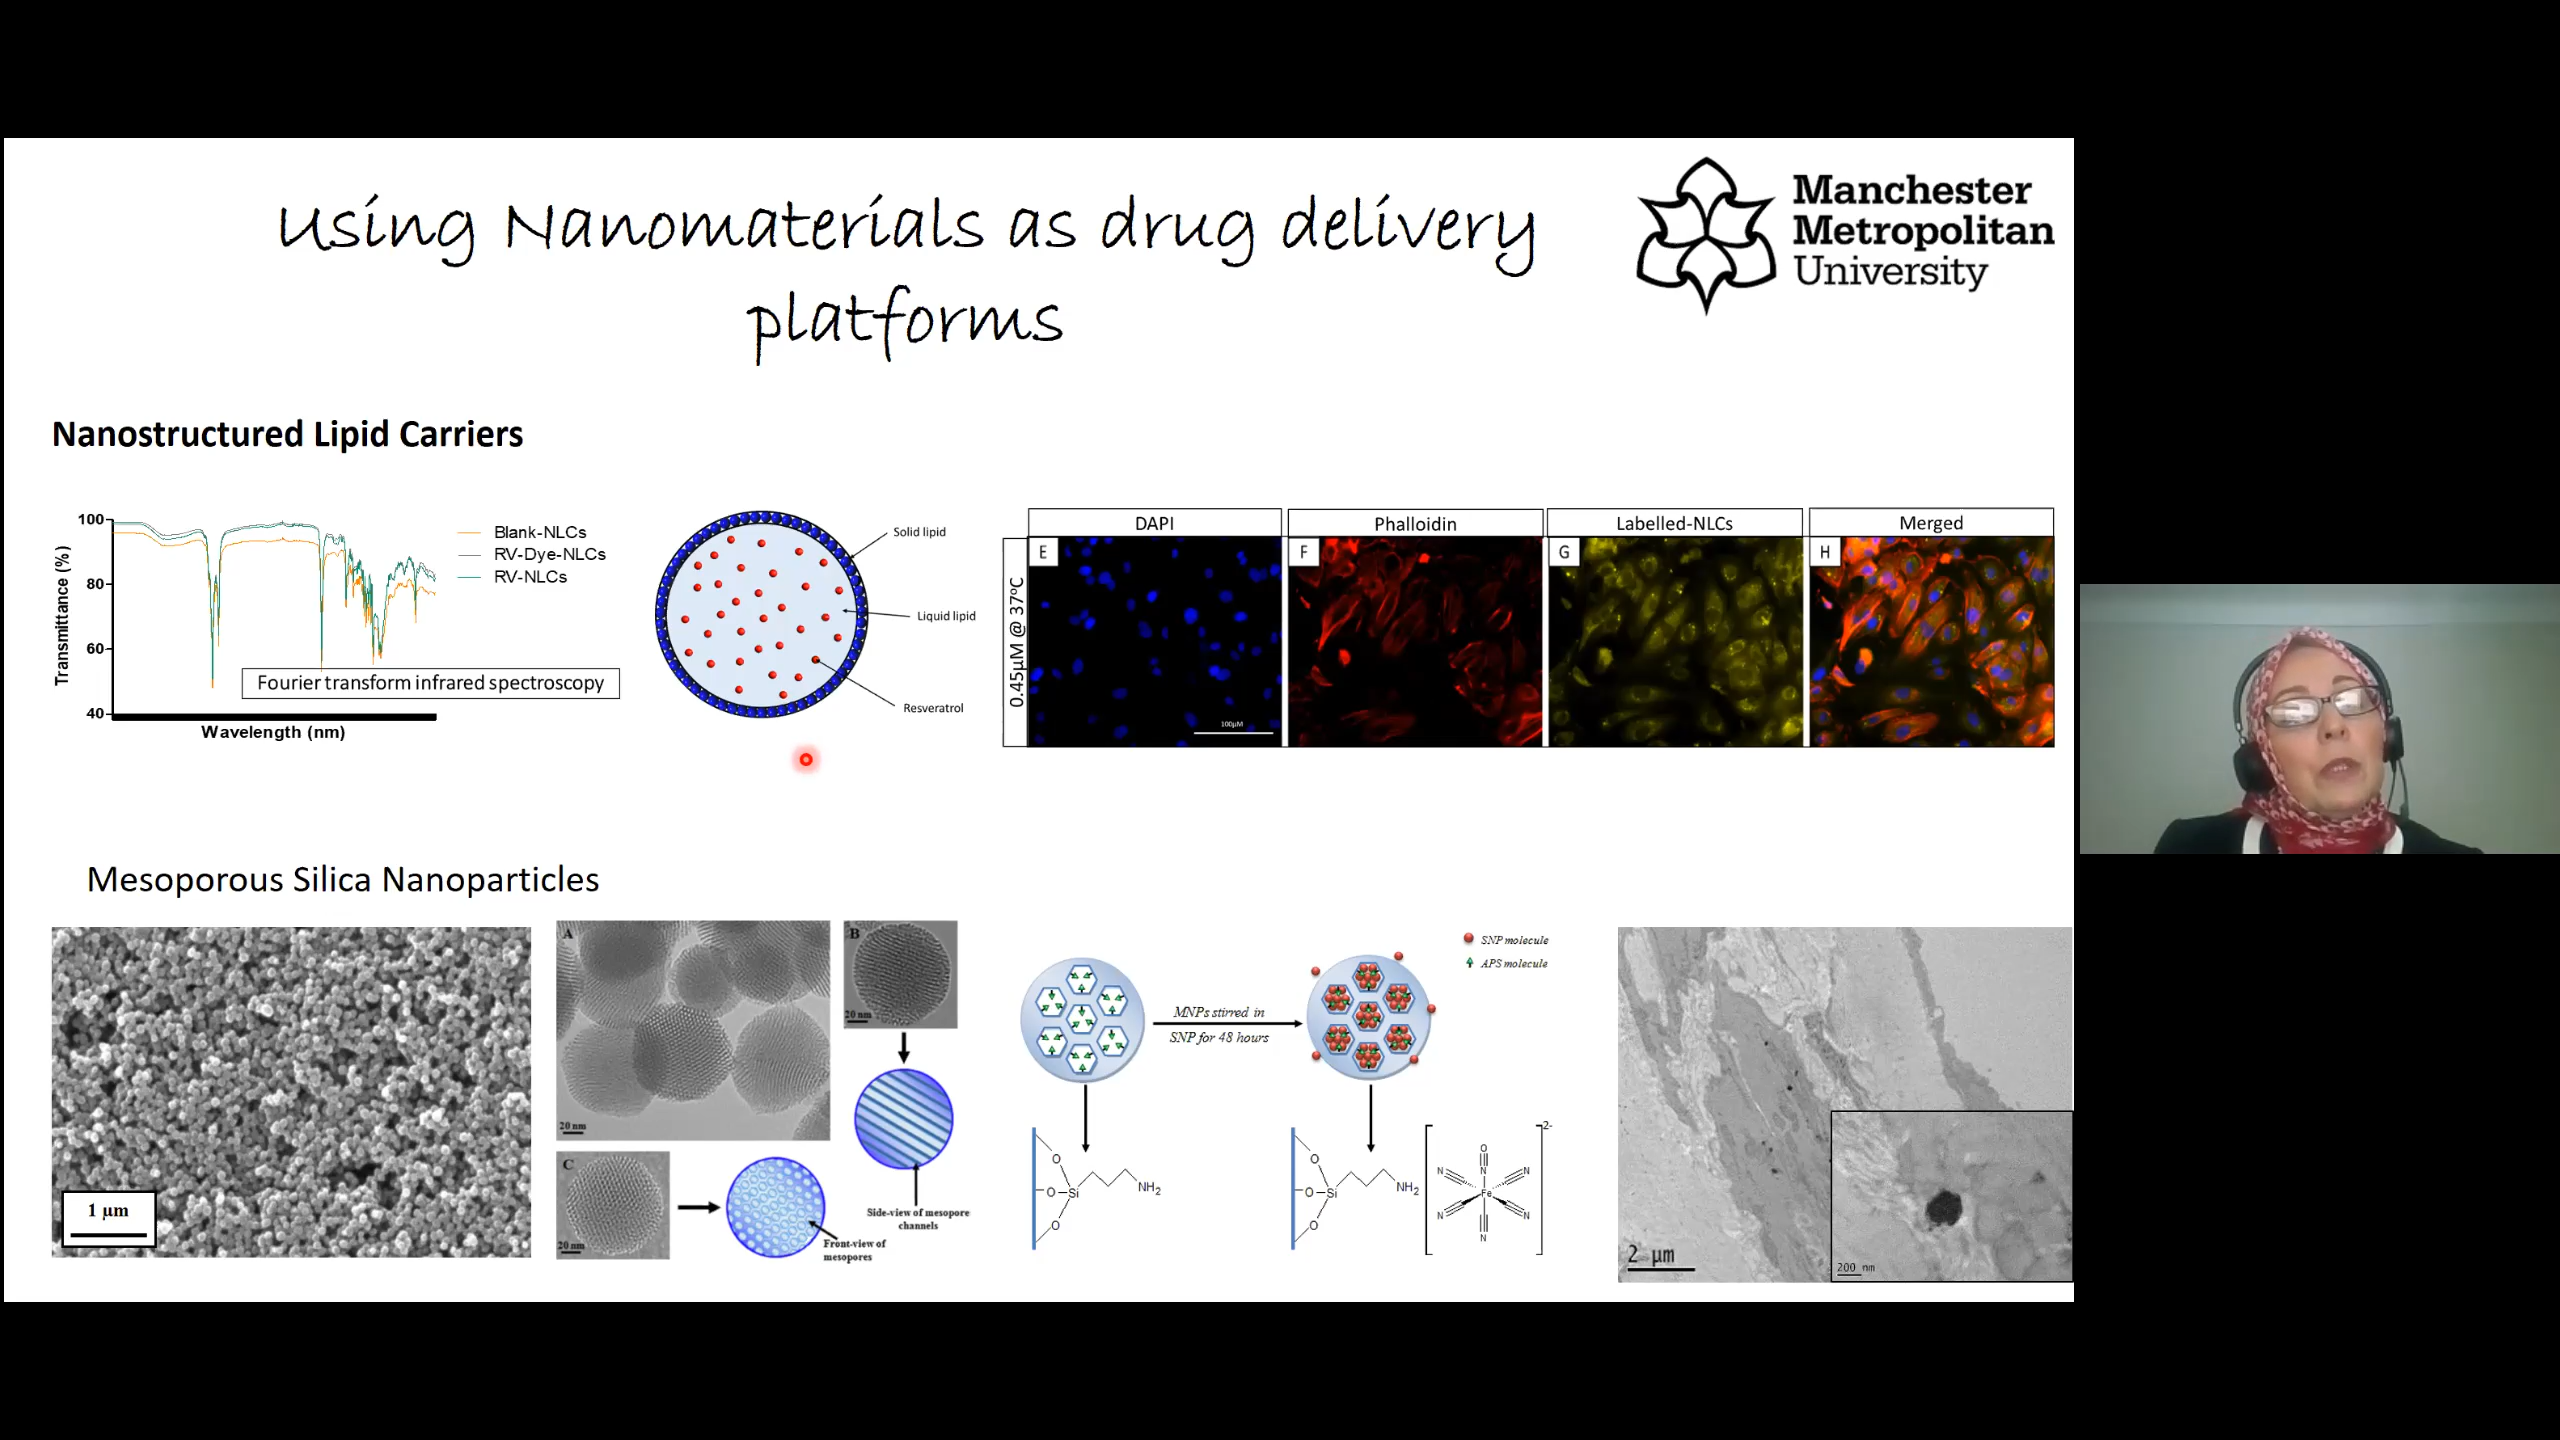 Using Nanomaterials as drug delivery
platforms
Manchester
Metropolitan
University
Nanostructured Lipid Carriers
100
80
60
40
Transmittance (%)
Wavelength (nm)
Blank-NLCs
RV-Dye-NLCs
RV-NLCs
Fourier transform infrared spectroscopy
Solid lipid
Liquid lipid
Resveratrol
0.45µM @ 37°C
DAPI
Phalloidin
Labelled-NLCs
Merged
E
F
G
H
100µM
Mesoporous Silica Nanoparticles
1 µm
A
20 nm
B
20 nm
C
20 nm
Side-view of mesopore
channels
Front-view of
mesopores
SNP molecule
APS molecule
MNPs stirred in
SNP for 48 hours
O
O
Si
NH2
O
O
O
Si
NH2
O
2-
O
N
N
N
Fe
N
N
N
2 µm
200 nm